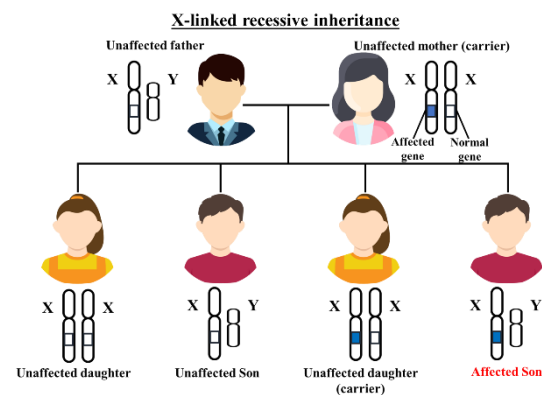 X-linked recessive inheritance
Unaffected father
Unaffected mother (carrier)
X Y
X X
Affected gene
Normal gene
X X
X Y
X X
X Y
Unaffected daughter
Unaffected Son
Unaffected daughter (carrier)
Affected Son